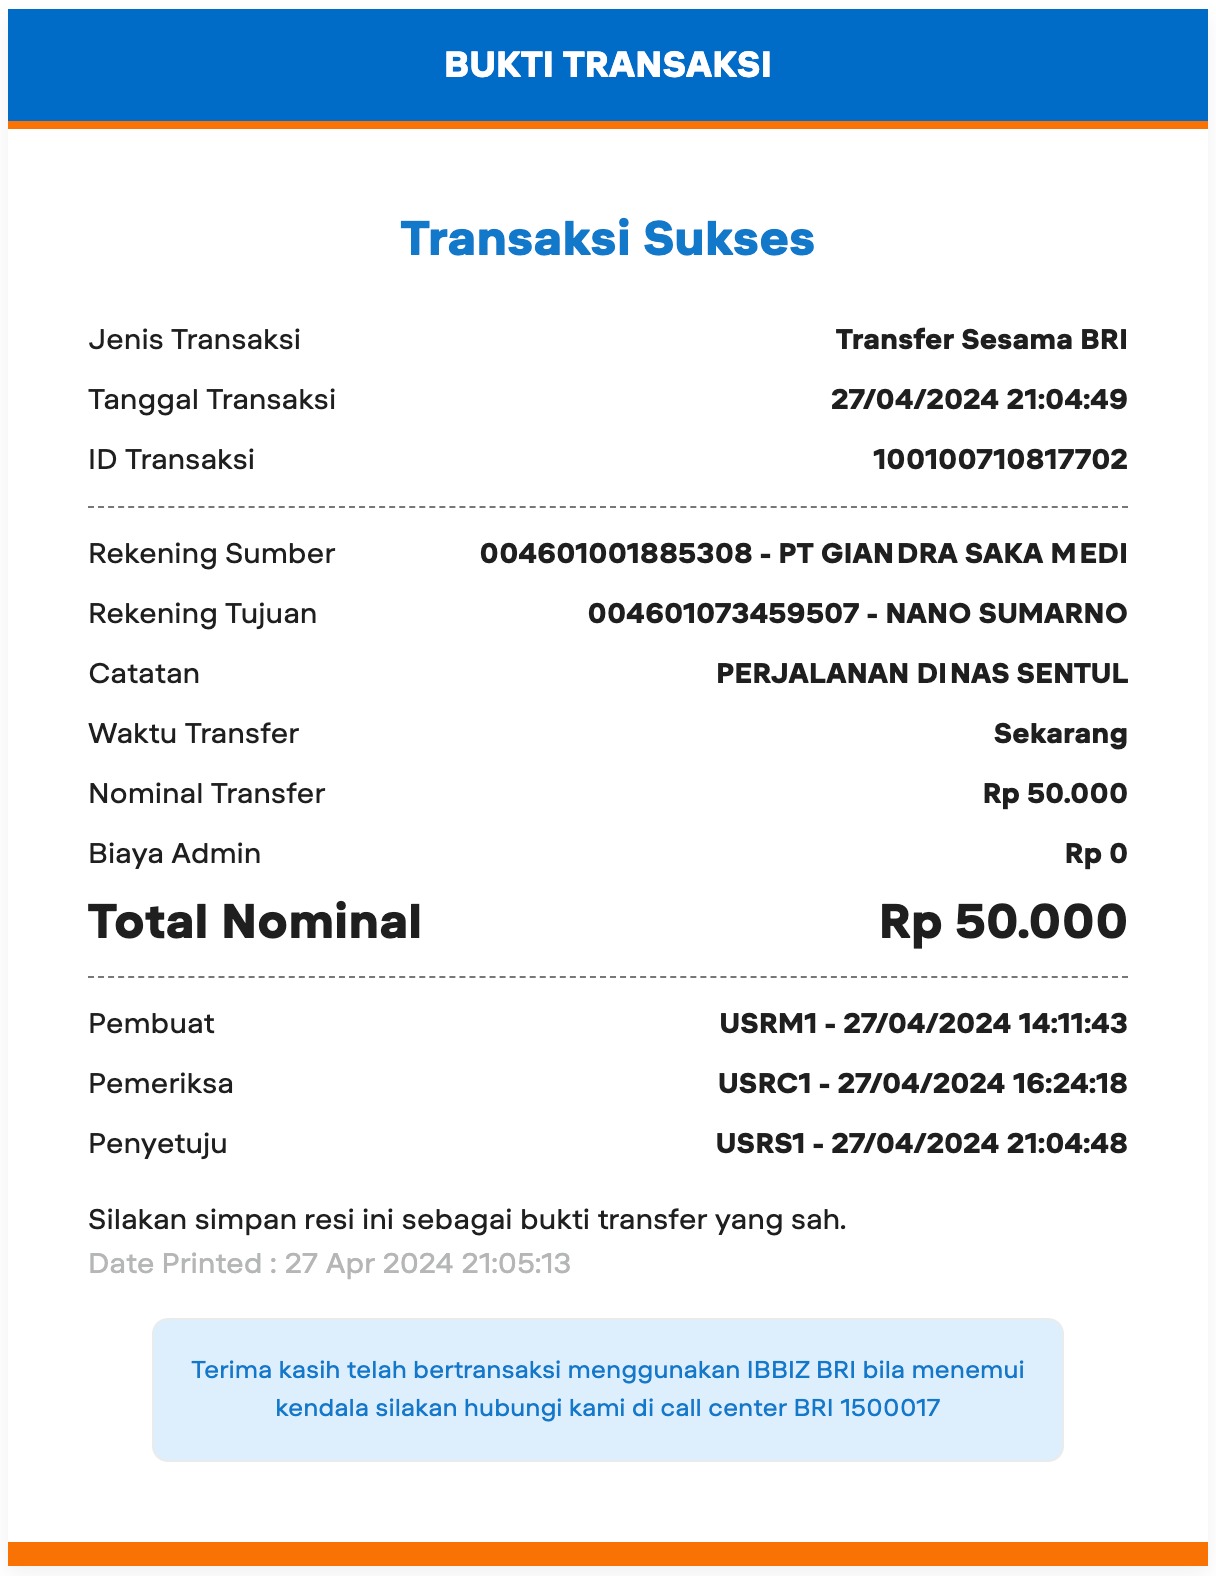 BUKTI TRANSAKSI
Transaksi Sukses
Jenis Transaksi Transfer Sesama BRI
Tanggal Transaksi 27/04/2024 21:04:49
ID Transaksi 100100710817702
Rekening Sumber 004601001885308 - PT GIANDRA SAKA MEDI
Rekening Tujuan 004601073459507 - NANO SUMARNO
Catatan PERJALANAN DINAS SENTUL
Waktu Transfer Sekarang
Nominal Transfer Rp 50.000
Biaya Admin Rp 0
Total Nominal Rp 50.000
Pembuat USRM1 - 27/04/2024 14:11:43
Pemeriksa USRC1 - 27/04/2024 16:24:18
Penyetuju USRS1 - 27/04/2024 21:04:48
Silakan simpan resi ini sebagai bukti transfer yang sah.
Date Printed : 27 Apr 2024 21:05:13
Terima kasih telah bertransaksi menggunakan IBBIZ BRI bila menemui
kendala silakan hubungi kami di call center BRI 1500017